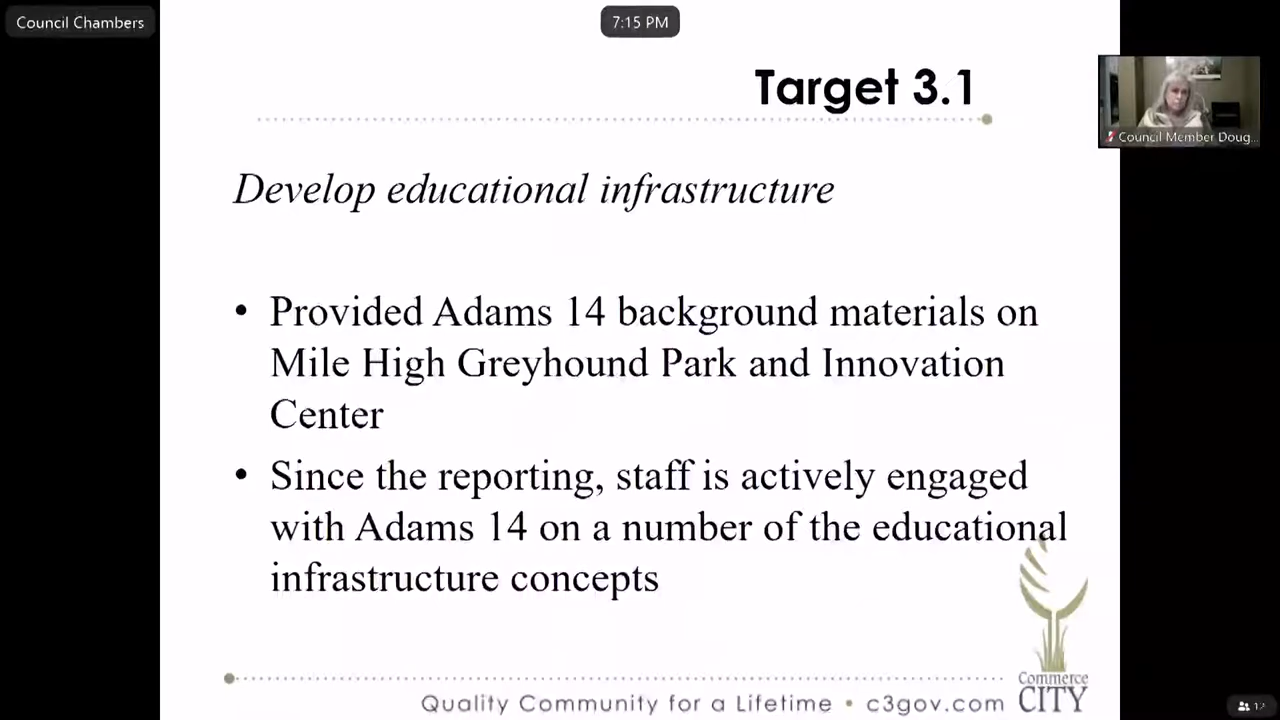 Council Chambers
7:15 PM
Target 3.1
Council Member Doug...
Develop educational infrastructure
• Provided Adams 14 background materials on
Mile High Greyhound Park and Innovation
Center
• Since the reporting, staff is actively engaged
with Adams 14 on a number of the educational
infrastructure concepts
Commerce
CITY
Quality Community for a Lifetime • c3gov.com